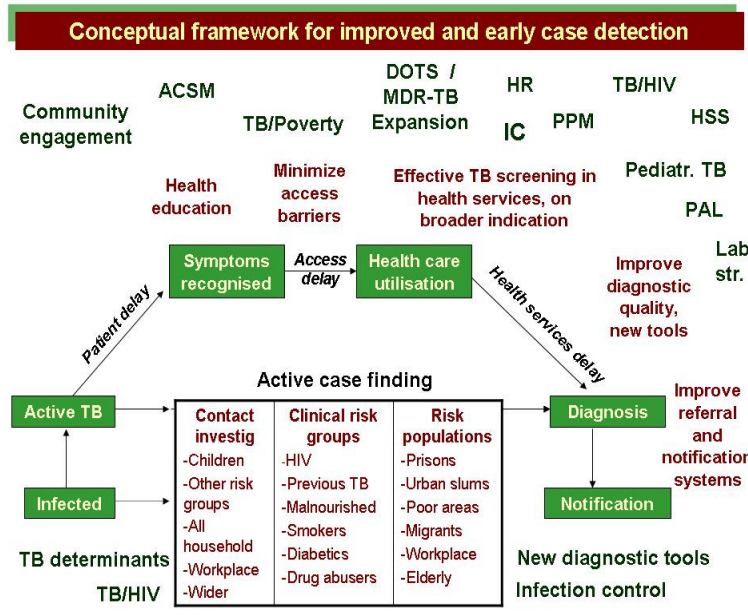 Conceptual framework for improved and early case detection
Community
engagement
ACSM
TB/Poverty
DOTS /
MDR-TB
Expansion
HR
IC
PPM
TB/HIV
HSS
Pediatr. TB
PAL
Lab
str.
Health
education
Minimize
access
barriers
Effective TB screening in
health services, on
broader indication
Improve
diagnostic
quality,
new tools
Symptoms
recognised
Access
delay
Health care
utilisation
Patient delay
Health services delay
Active case finding
Active TB
Diagnosis
Improve
referral
and
notification
systems
Infected
Notification
Contact
investig
-Children
-Other risk
groups
-All
household
-Workplace
-Wider
Clinical risk
groups
-HIV
-Previous TB
-Malnourished
-Smokers
-Diabetics
-Drug abusers
Risk
populations
-Prisons
-Urban slums
-Poor areas
-Migrants
-Workplace
-Elderly
TB determinants
TB/HIV
New diagnostic tools
Infection control